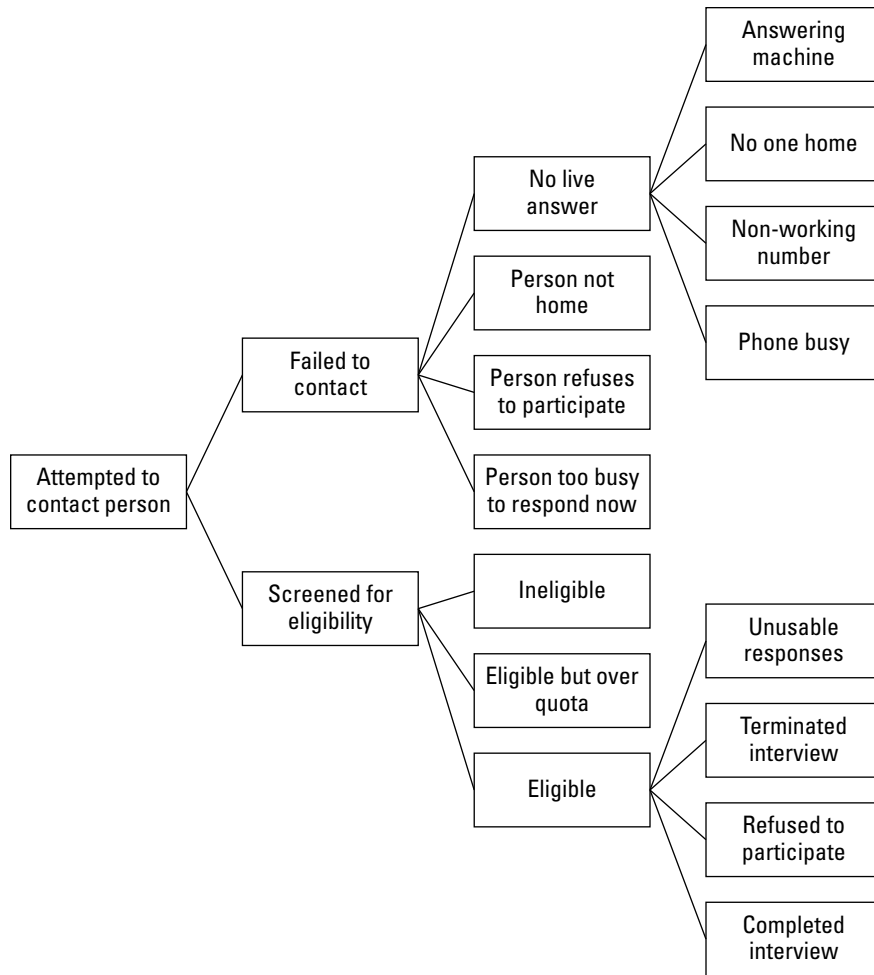 Answering
machine
No one home
Non-working
number
Phone busy
No live
answer
Person not
home
Person refuses
to participate
Person too busy
to respond now
Failed to
contact
Attempted to
contact person
Screened for
eligibility
Ineligible
Eligible but over
quota
Eligible
Unusable
responses
Terminated
interview
Refused to
participate
Completed
interview